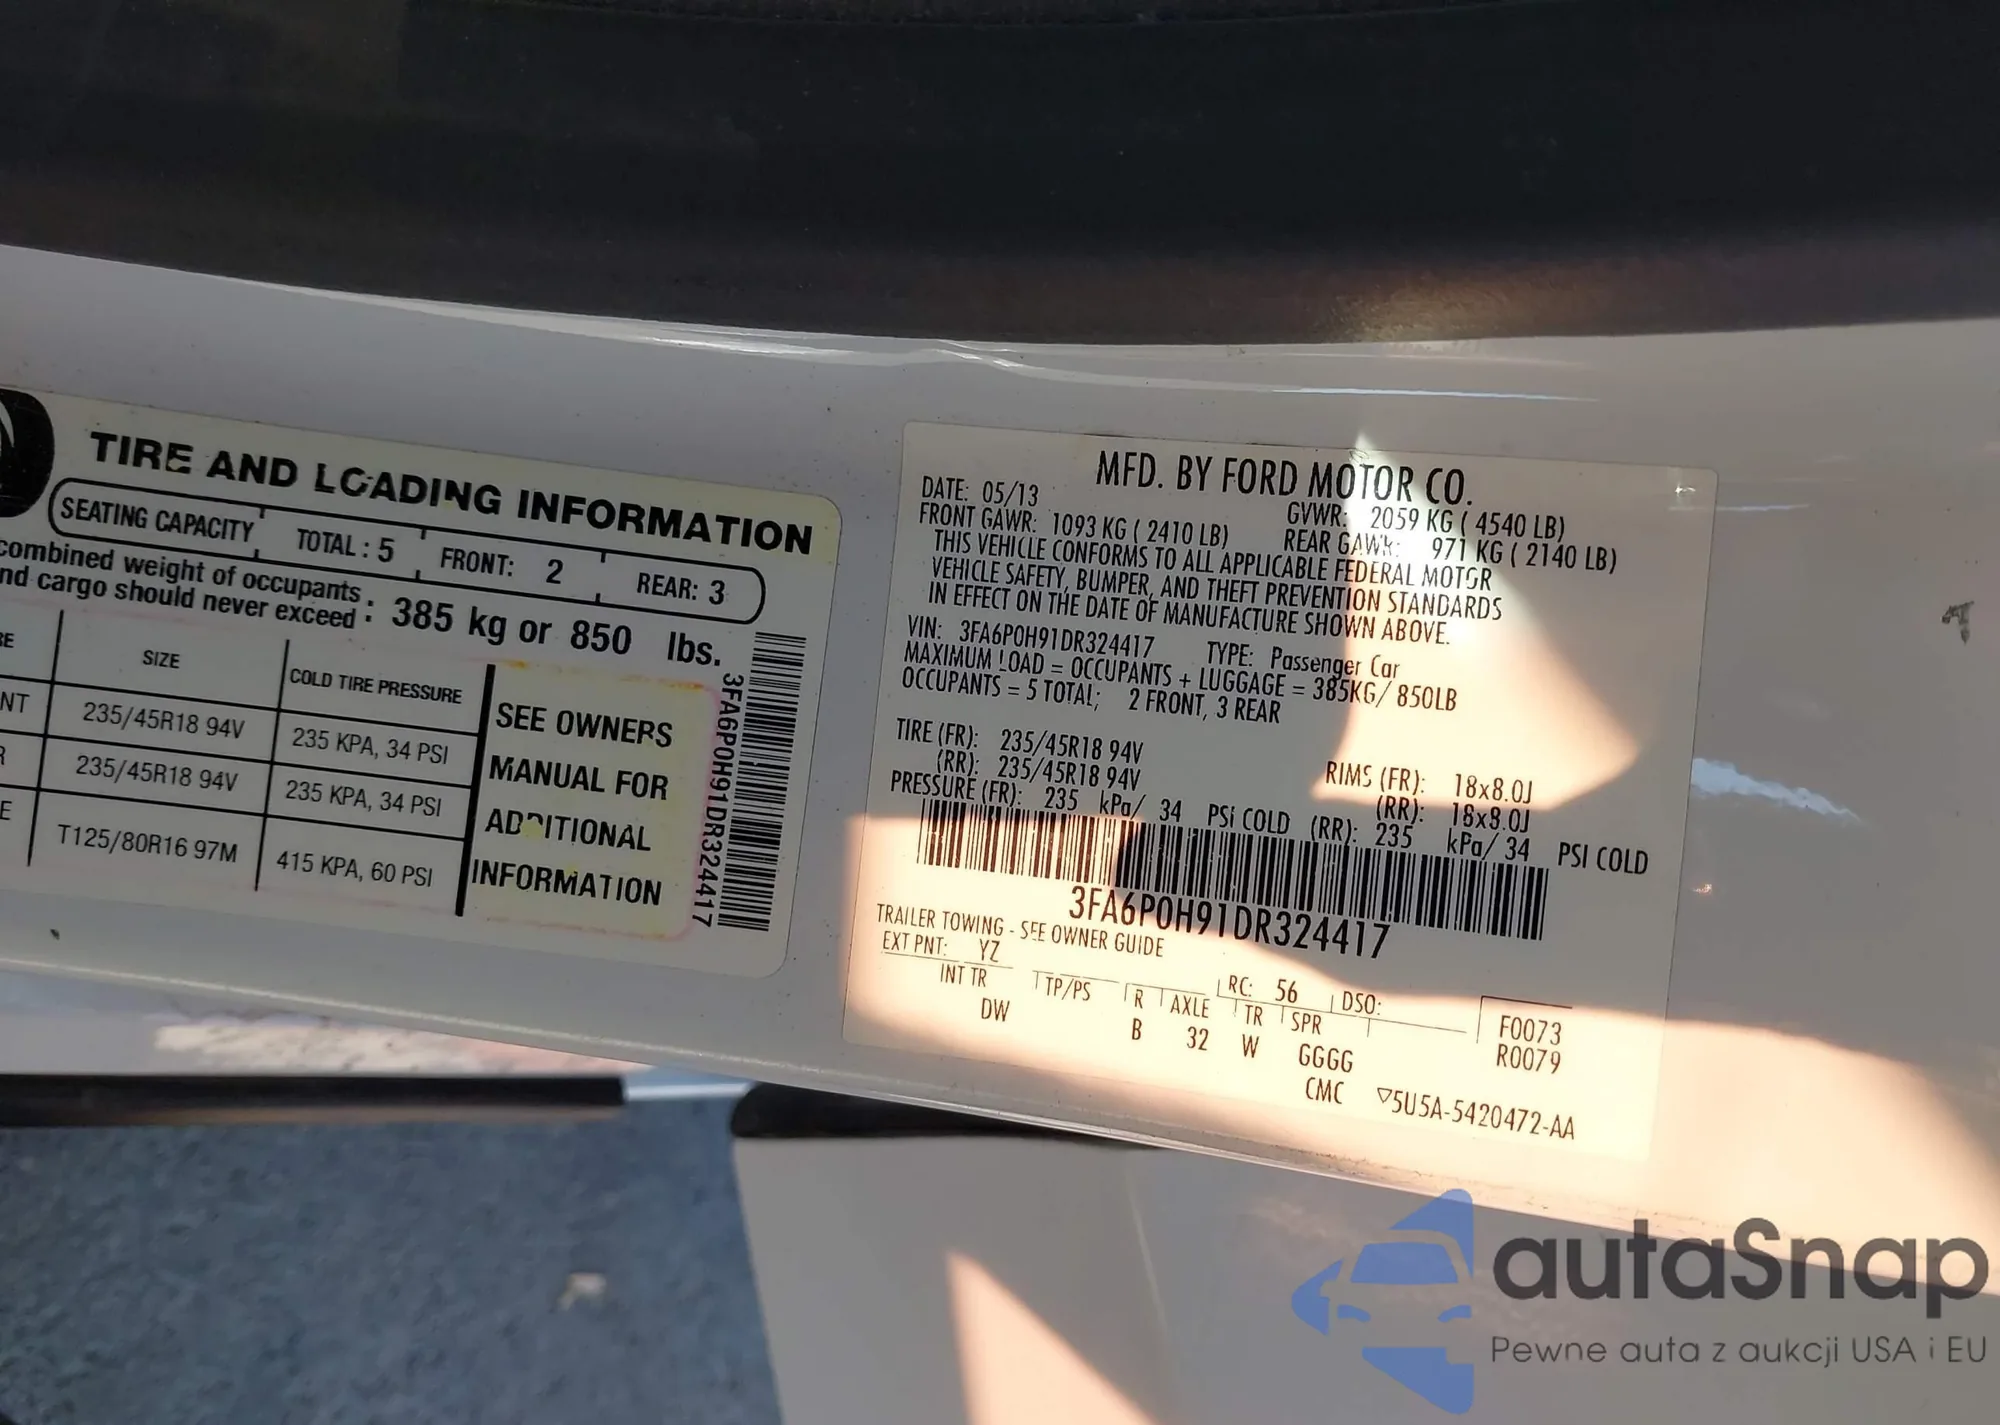 TIRE AND LOADING INFORMATION
SEATING CAPACITY TOTAL : 5 FRONT: 2 REAR: 3
combined weight of occupants
and cargo should never exceed : 385 kg or 850 lbs.
SIZE COLD TIRE PRESSURE
NT 235/45R18 94V 235 KPA, 34 PSI
R 235/45R18 94V 235 KPA, 34 PSI
E T125/80R16 97M 415 KPA, 60 PSI
SEE OWNERS
MANUAL FOR
ADDITIONAL
INFORMATION
3FA6P0H91DR324417
MFD. BY FORD MOTOR CO.
DATE: 05/13 GVWR: 2059 KG ( 4540 LB)
FRONT GAWR: 1093 KG ( 2410 LB) REAR GAWR: 971 KG ( 2140 LB)
THIS VEHICLE CONFORMS TO ALL APPLICABLE FEDERAL MOTOR
VEHICLE SAFETY, BUMPER, AND THEFT PREVENTION STANDARDS
IN EFFECT ON THE DATE OF MANUFACTURE SHOWN ABOVE.
VIN: 3FA6P0H91DR324417 TYPE: Passenger Car
MAXIMUM LOAD = OCCUPANTS + LUGGAGE = 385KG/ 850LB
OCCUPANTS = 5 TOTAL; 2 FRONT, 3 REAR
TIRE (FR): 235/45R18 94V RIMS (FR): 18x8.0J
(RR): 235/45R18 94V (RR): 18x8.0J
PRESSURE (FR): 235 kPa/ 34 PSi COLD (RR): 235 kPa/ 34 PSI COLD
3FA6P0H91DR324417
TRAILER TOWING - SEE OWNER GUIDE
EXT PNT: YZ RC: 56 DSO:
INT TR TP/PS R AXLE TR SPR F0073
DW B 32 W GGGG R0079
CMC ▽5U5A-5420472-AA
autaSnap
Pewne auta z aukcji USA i EU